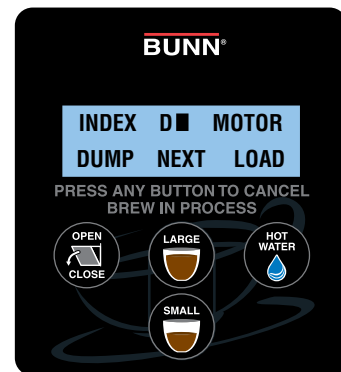 BUNN®
INDEX D■ MOTOR
DUMP NEXT LOAD
PRESS ANY BUTTON TO CANCEL
BREW IN PROCESS
OPEN
CLOSE
LARGE
HOT
WATER
SMALL